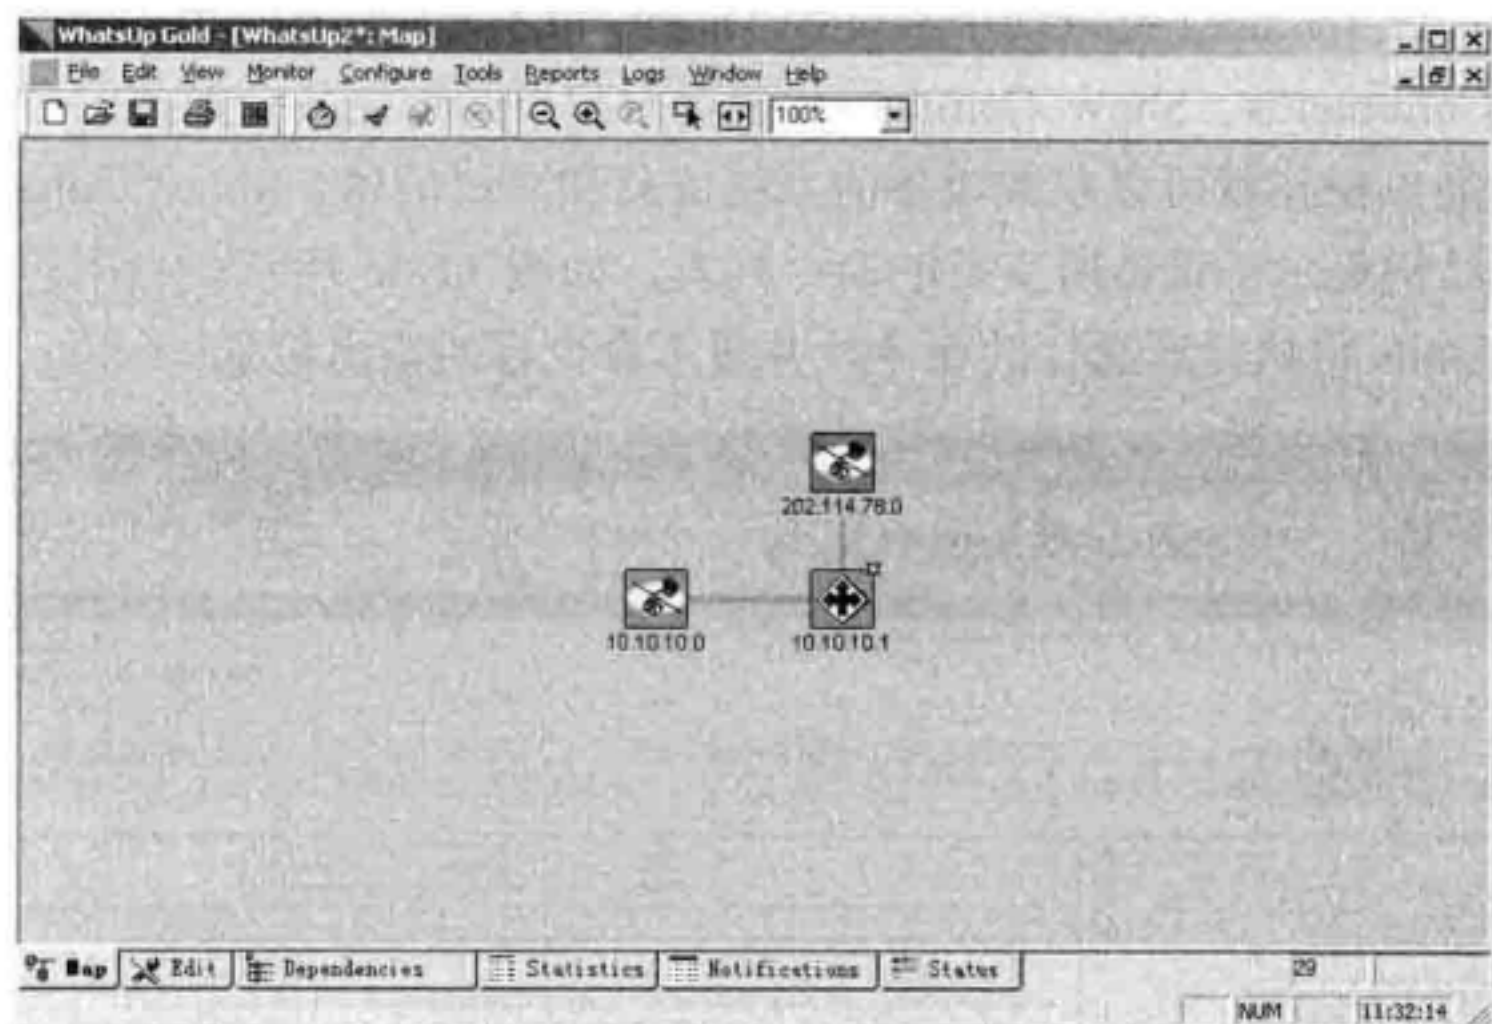 WhatsUp Gold - [WhatsUp2*: Map]
File Edit View Monitor Configure Tools Reports Logs Window Help
100%
202.114.78.0
10.10.10.0
10.10.10.1
Map Edit Dependencies Statistics Notifications Status 29
NUM 11:32:14